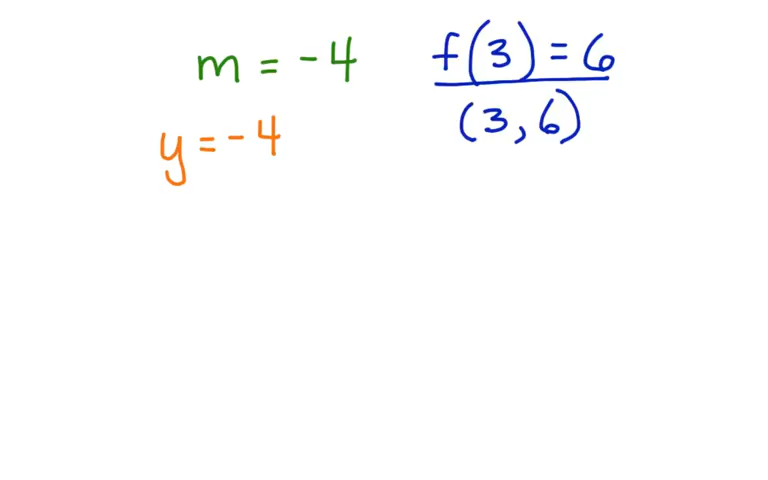 m = -4
f(3) = 6
(3, 6)
y = -4